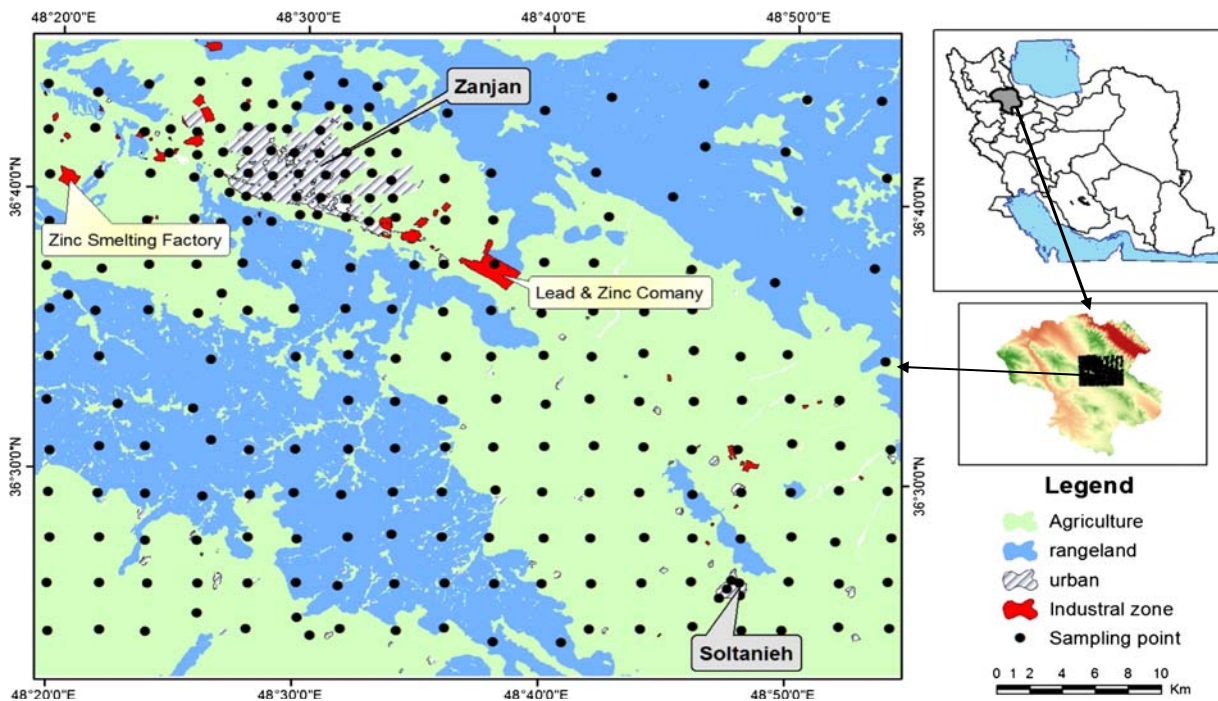 48°20'0"E 48°30'0"E 48°40'0"E 48°50'0"E
Zanjan
36°40'0"N
36°40'0"N
Zinc Smelting Factory
Lead & Zinc Comany
36°30'0"N
36°30'0"N
Soltanieh
48°20'0"E 48°30'0"E 48°40'0"E 48°50'0"E
Legend
Agriculture
rangeland
urban
Industral zone
Sampling point
0 1 2 4 6 8 10
Km